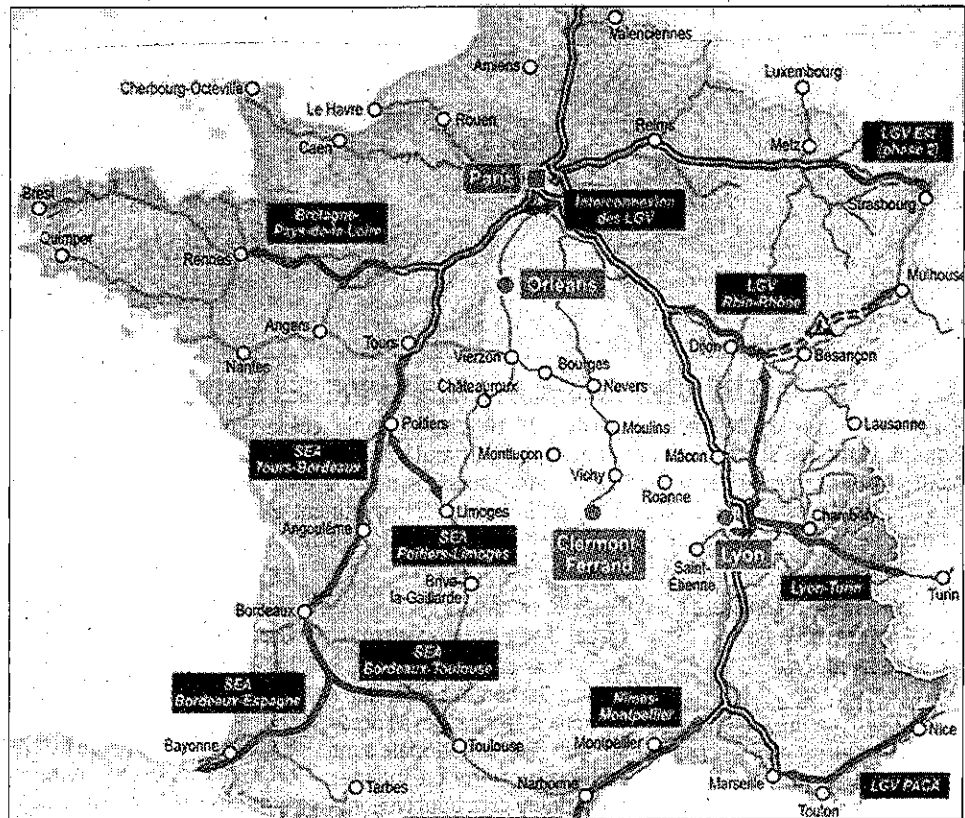 Valenciennes
Amiens
Luxembourg
Cherbourg-Octeville
Le Havre
Rouen
Caen
Reims
Metz
LGV Est
(phase 2)
Paris
Interconnexion
des LGV
Strasbourg
Brest
Bretagne-
Pays-de-la-Loire
Quimper
Rennes
Orléans
LGV
Rhin-Rhône
Mulhouse
Angers
Tours
Nantes
Vierzon
Bourges
Dijon
Besançon
Châteauroux
Nevers
Poitiers
Moulins
Lausanne
SEA
Tours-Bordeaux
Montluçon
Mâcon
Vichy
Roanne
Limoges
Angoulême
SEA
Poitiers-Limoges
Clermont-
Ferrand
Lyon
Chambéry
Saint-
Étienne
Lyon-Turin
Turin
Brive-
la-Gaillarde
Bordeaux
SEA
Bordeaux-Toulouse
SEA
Bordeaux-Espagne
Nîmes-
Montpellier
Bayonne
Toulouse
Montpellier
Nice
Tarbes
Narbonne
Marseille
LGV PACA
Toulon